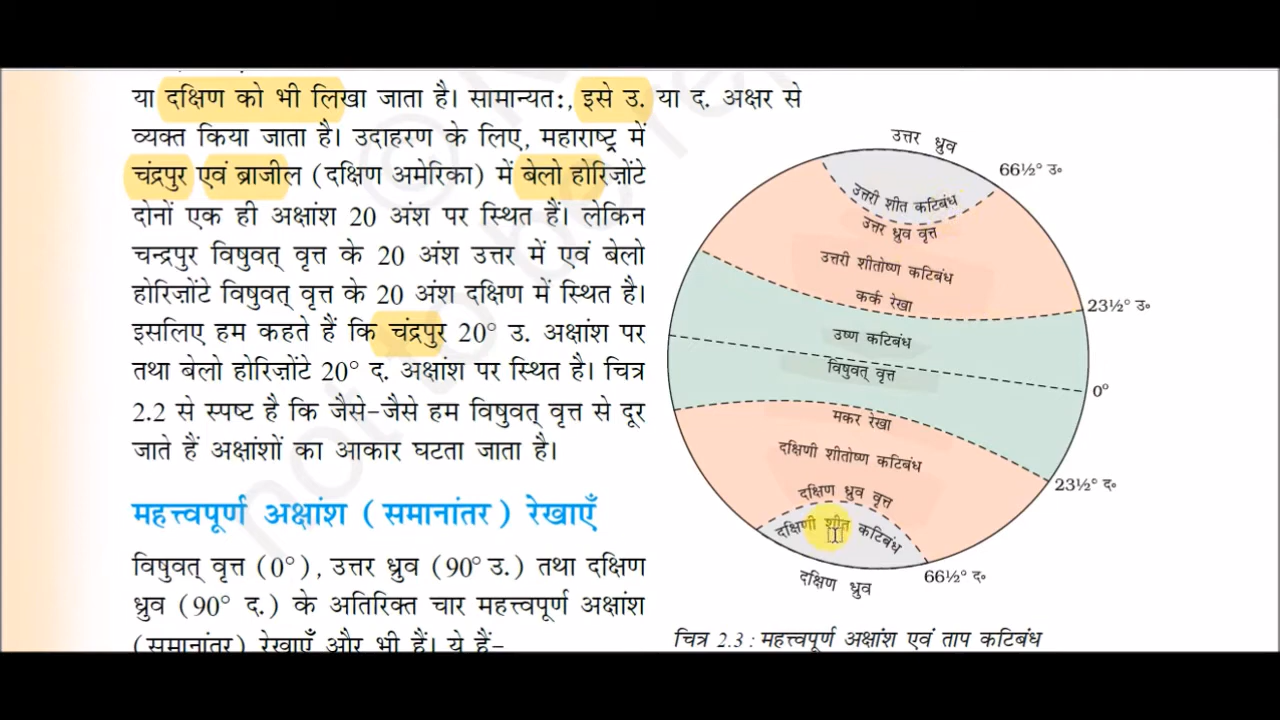 या दक्षिण को भी लिखा जाता है। सामान्यत:, इसे उ. या द. अक्षर से
व्यक्त किया जाता है। उदाहरण के लिए, महाराष्ट्र में
चंद्रपुर एवं ब्राजील (दक्षिण अमेरिका) में बेलो होरिज़ोंटे
दोनों एक ही अक्षांश 20 अंश पर स्थित हैं। लेकिन
चन्द्रपुर विषुवत् वृत्त के 20 अंश उत्तर में एवं बेलो
होरिज़ोंटे विषुवत् वृत्त के 20 अंश दक्षिण में स्थित है।
इसलिए हम कहते हैं कि चंद्रपुर 20° उ. अक्षांश पर
तथा बेलो होरिज़ोंटे 20° द. अक्षांश पर स्थित है। चित्र
2.2 से स्पष्ट है कि जैसे-जैसे हम विषुवत् वृत्त से दूर
जाते हैं अक्षांशों का आकार घटता जाता है।
महत्त्वपूर्ण अक्षांश (समानांतर) रेखाएँ
विषुवत् वृत्त (0°), उत्तर ध्रुव (90° उ.) तथा दक्षिण
ध्रुव (90° द.) के अतिरिक्त चार महत्त्वपूर्ण अक्षांश
(समानांतर) रेखाएँ और भी हैं। ये हैं-
उत्तर ध्रुव
66½° उ॰
उत्तरी शीत कटिबंध
उत्तर ध्रुव वृत्त
उत्तरी शीतोष्ण कटिबंध
कर्क रेखा
23½° उ॰
उष्ण कटिबंध
विषुवत् वृत्त
0°
मकर रेखा
दक्षिणी शीतोष्ण कटिबंध
23½° द॰
दक्षिण ध्रुव वृत्त
दक्षिणी शीत कटिबंध
66½° द॰
दक्षिण ध्रुव
चित्र 2.3 : महत्त्वपूर्ण अक्षांश एवं ताप कटिबंध